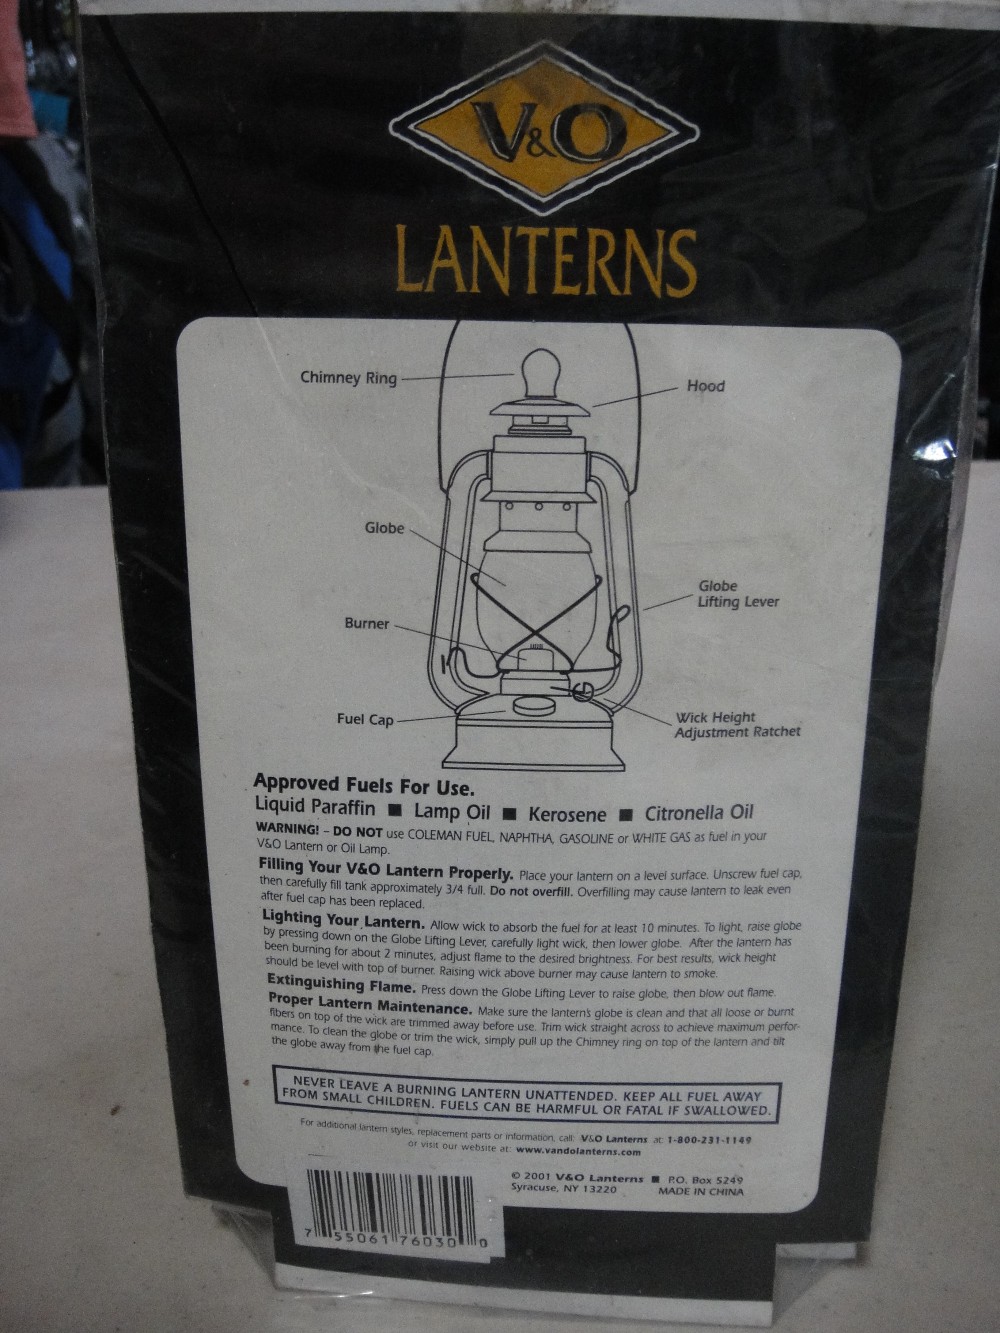 V&O
LANTERNS
Chimney Ring
Hood
Globe
Globe
Lifting Lever
Burner
Fuel Cap
Wick Height
Adjustment Ratchet
Approved Fuels For Use.
Liquid Paraffin ■ Lamp Oil ■ Kerosene ■ Citronella Oil
WARNING! – DO NOT use COLEMAN FUEL, NAPHTHA, GASOLINE or WHITE GAS as fuel in your
V&O Lantern or Oil Lamp.
Filling Your V&O Lantern Properly. Place your lantern on a level surface. Unscrew fuel cap,
then carefully fill tank approximately 3/4 full. Do not overfill. Overfilling may cause lantern to leak even
after fuel cap has been replaced.
Lighting Your Lantern. Allow wick to absorb the fuel for at least 10 minutes. To light, raise globe
by pressing down on the Globe Lifting Lever, carefully light wick, then lower globe. After the lantern has
been burning for about 2 minutes, adjust flame to the desired brightness. For best results, wick height
should be level with top of burner. Raising wick above burner may cause lantern to smoke.
Extinguishing Flame. Press down the Globe Lifting Lever to raise globe, then blow out flame.
Proper Lantern Maintenance. Make sure the lantern's globe is clean and that all loose or burnt
fibers on top of the wick are trimmed away before use. Trim wick straight across to achieve maximum perfor-
mance. To clean the globe or trim the wick, simply pull up the Chimney ring on top of the lantern and tilt
the globe away from the fuel cap.
NEVER LEAVE A BURNING LANTERN UNATTENDED. KEEP ALL FUEL AWAY
FROM SMALL CHILDREN. FUELS CAN BE HARMFUL OR FATAL IF SWALLOWED.
For additional lantern styles, replacement parts or information, call: V&O Lanterns at: 1-800-231-1149
or visit our website at: www.vandolanterns.com
© 2001 V&O Lanterns ■ P.O. Box 5249
Syracuse, NY 13220 MADE IN CHINA
7 55061 76030 0